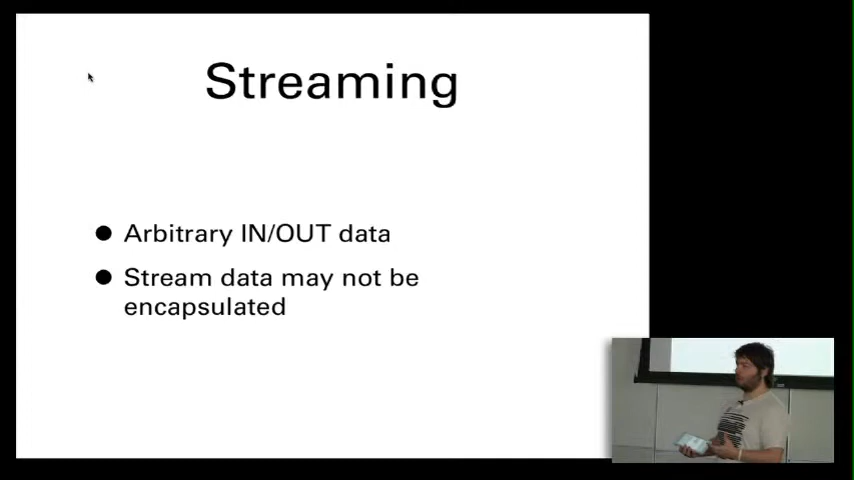 Streaming
Arbitrary IN/OUT data
Stream data may not be
encapsulated